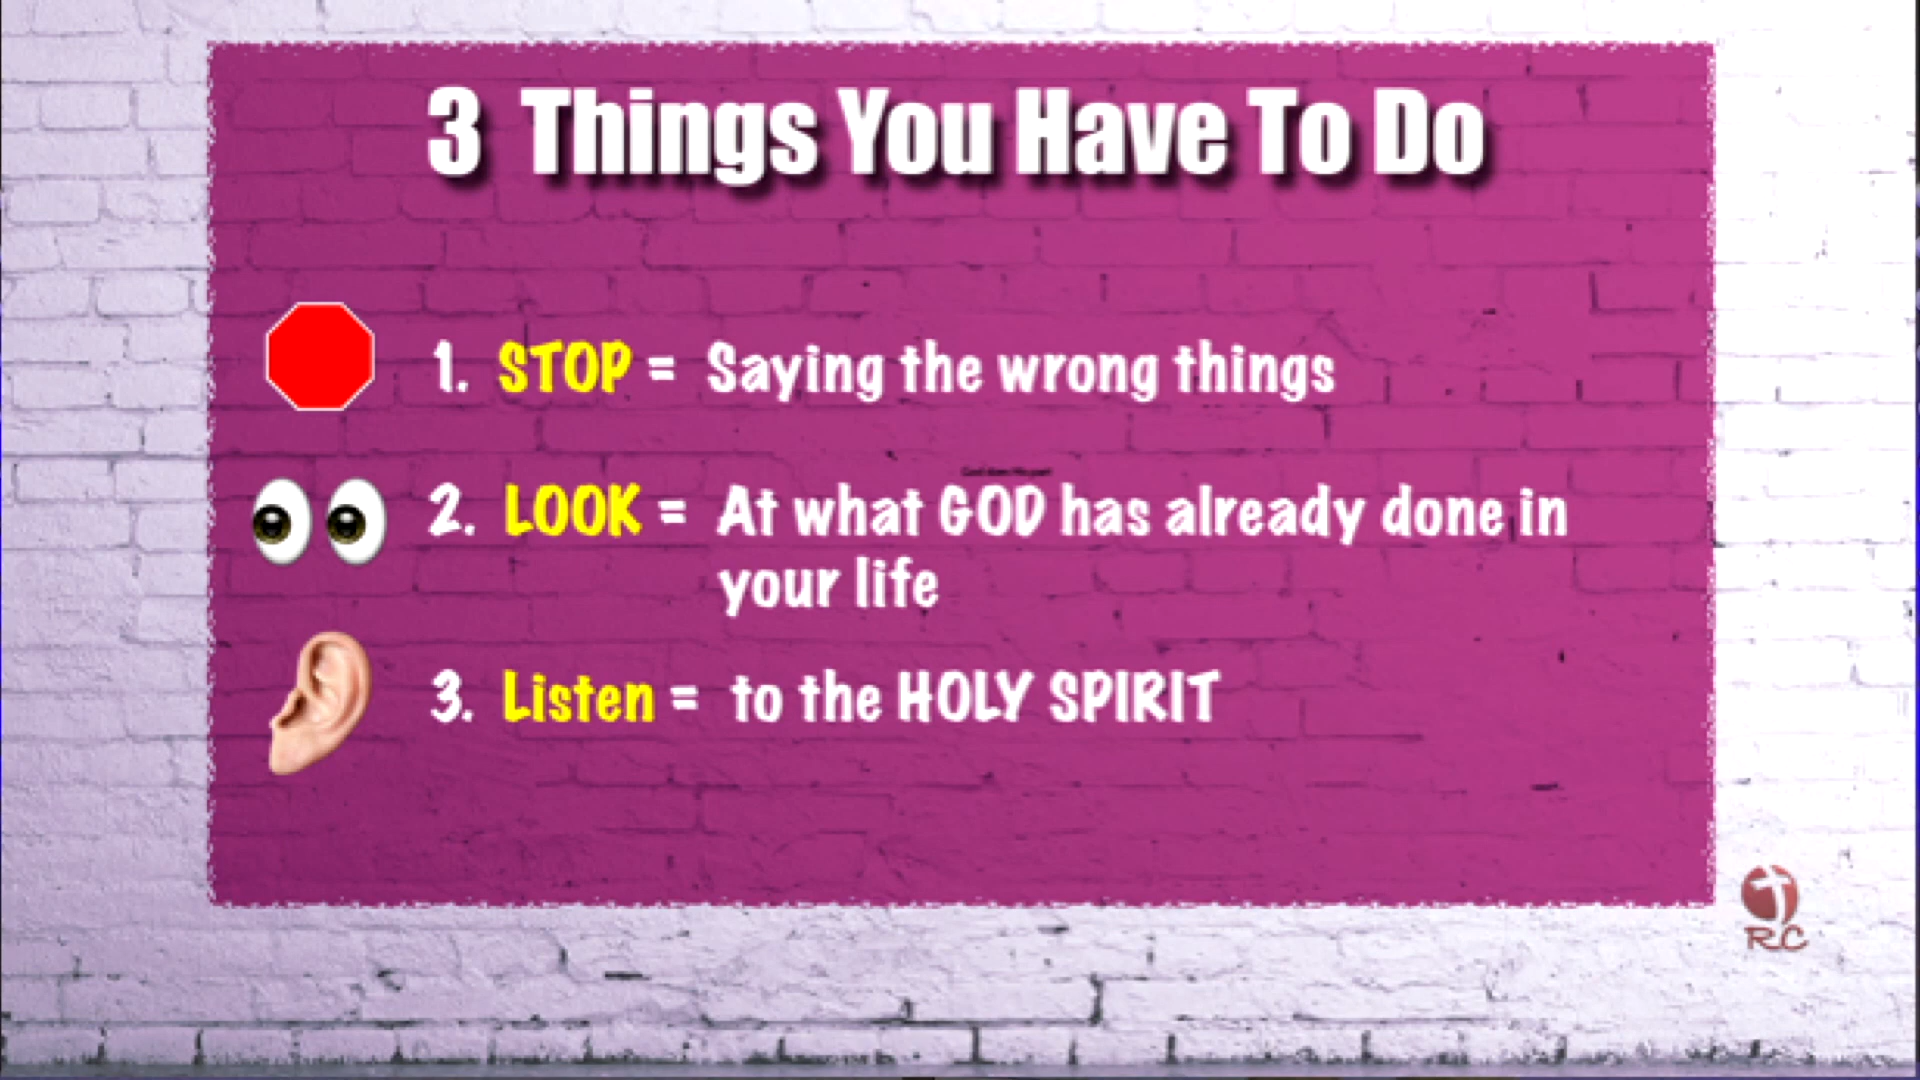 3 Things You Have To Do
1. STOP = Saying the wrong things
2. LOOK = At what GOD has already done in
your life
3. Listen = to the HOLY SPIRIT
RC